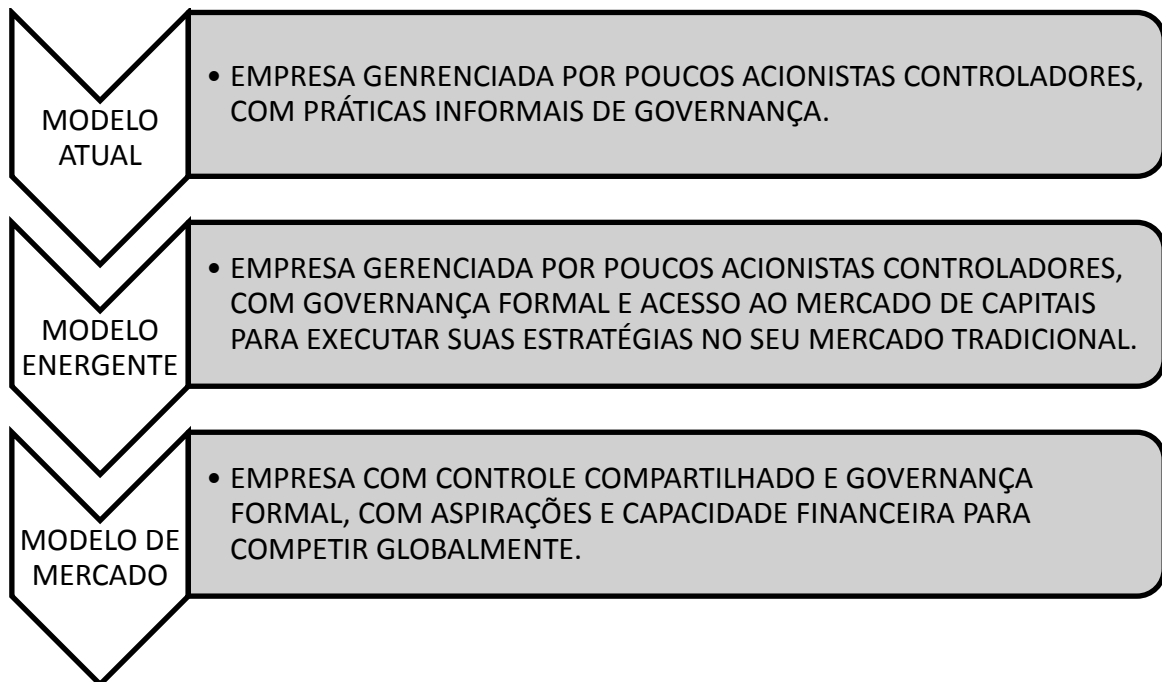 MODELO
ATUAL
• EMPRESA GENRENCIADA POR POUCOS ACIONISTAS CONTROLADORES,
COM PRÁTICAS INFORMAIS DE GOVERNANÇA.
MODELO
ENERGENTE
• EMPRESA GERENCIADA POR POUCOS ACIONISTAS CONTROLADORES,
COM GOVERNANÇA FORMAL E ACESSO AO MERCADO DE CAPITAIS
PARA EXECUTAR SUAS ESTRATÉGIAS NO SEU MERCADO TRADICIONAL.
MODELO DE
MERCADO
• EMPRESA COM CONTROLE COMPARTILHADO E GOVERNANÇA
FORMAL, COM ASPIRAÇÕES E CAPACIDADE FINANCEIRA PARA
COMPETIR GLOBALMENTE.